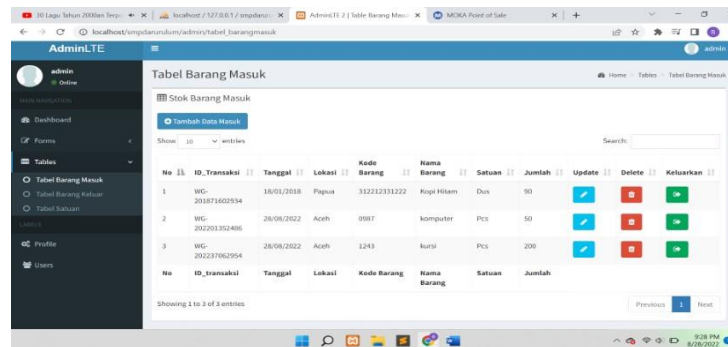 30 Lagu Tahun 2000an Terpo
localhost / 127.0.0.1 / smpdarun
AdminLTE 2 | Table Barang Masu
MOKA Point of Sale
localhost/smpdarurulum/admin/tabel_barangmasuk
AdminLTE
admin
admin
Online
Tabel Barang Masuk
Home > Tables > Tabel Barang Masuk
MAIN NAVIGATION
Dashboard
Forms
Tables
Tabel Barang Masuk
Tabel Barang Keluar
Tabel Satuan
LABELS
Profile
Users
Stok Barang Masuk
Tambah Data Masuk
Show 10 entries
Search:
No ID_Transaksi Tanggal Lokasi Kode Barang Nama Barang Satuan Jumlah Update Delete Keluarkan
1 WG-201871602934 18/01/2018 Papua 312212331222 Kopi Hitam Dus 90
2 WG-202201352486 28/08/2022 Aceh 0987 komputer Pcs 50
3 WG-202237062954 28/08/2022 Aceh 1243 kursi Pcs 200
No ID_transaksi Tanggal Lokasi Kode Barang Nama Barang Satuan Jumlah
Showing 1 to 3 of 3 entries
Previous 1 Next
9:28 PM
8/28/2022